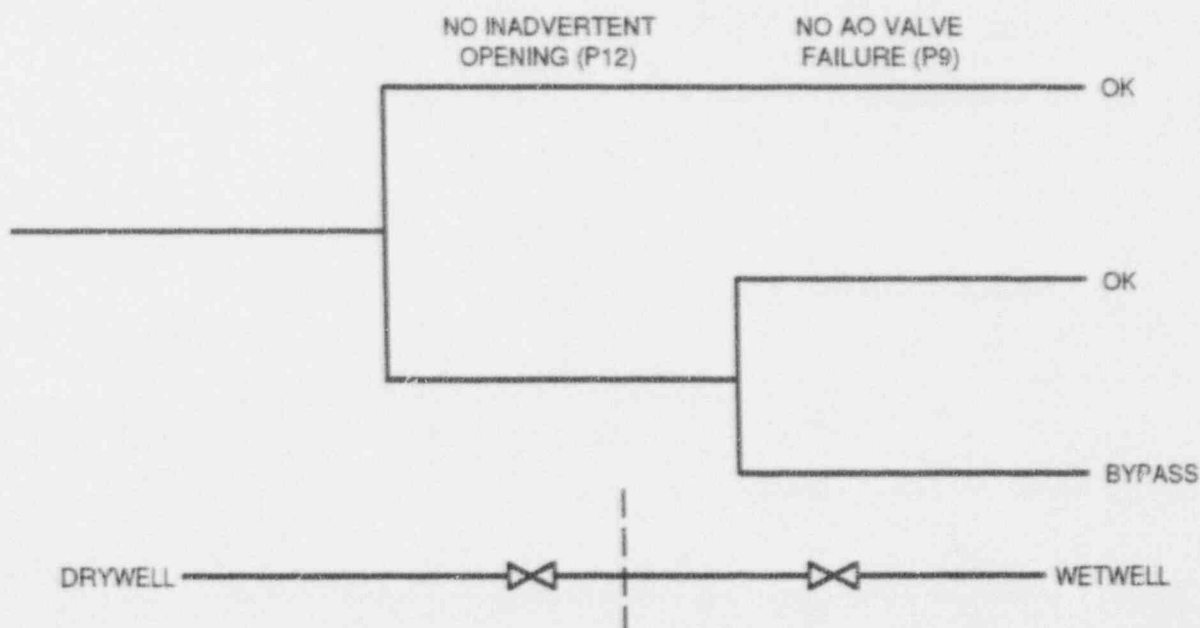 NO INADVERTENT
OPENING (P12)
NO AO VALVE
FAILURE (P9)
OK
OK
BYPASS
DRYWELL
WETWELL